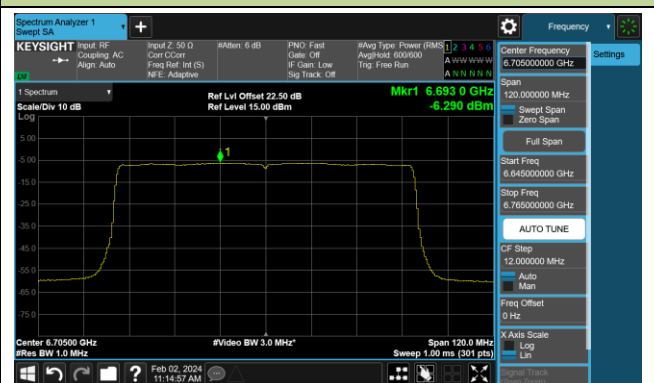 Spectrum Analyzer 1
Swept SA
+
Frequency
KEYSIGHT
Input: RF
Coupling: AC
Align: Auto
Input Z: 50 Ω
Corr CCorr
Freq Ref: Int (S)
NFE: Adaptive
#Atten: 6 dB
PNO: Fast
Gate: Off
IF Gain: Low
Sig Track: Off
#Avg Type: Power (RMS
Avg|Hold: 600/600
Trig: Free Run
1 2 3 4 5 6
A W W W W W
A N N N N N
LXI
1 Spectrum
Scale/Div 10 dB
Log
Ref Lvl Offset 22.50 dB
Ref Level 15.00 dBm
Mkr1 6.693 0 GHz
-6.290 dBm
5.00
-5.00
-15.0
-25.0
-35.0
-45.0
-55.0
-65.0
-75.0
1
Center 6.70500 GHz
#Res BW 1.0 MHz
#Video BW 3.0 MHz*
Span 120.0 MHz
Sweep 1.00 ms (301 pts)
Center Frequency
6.705000000 GHz
Settings
Span
120.000000 MHz
Swept Span
Zero Span
Full Span
Start Freq
6.645000000 GHz
Stop Freq
6.765000000 GHz
AUTO TUNE
CF Step
12.000000 MHz
Auto
Man
Freq Offset
0 Hz
X Axis Scale
Log
Lin
Signal Track
?
Feb 02, 2024
11:14:57 AM